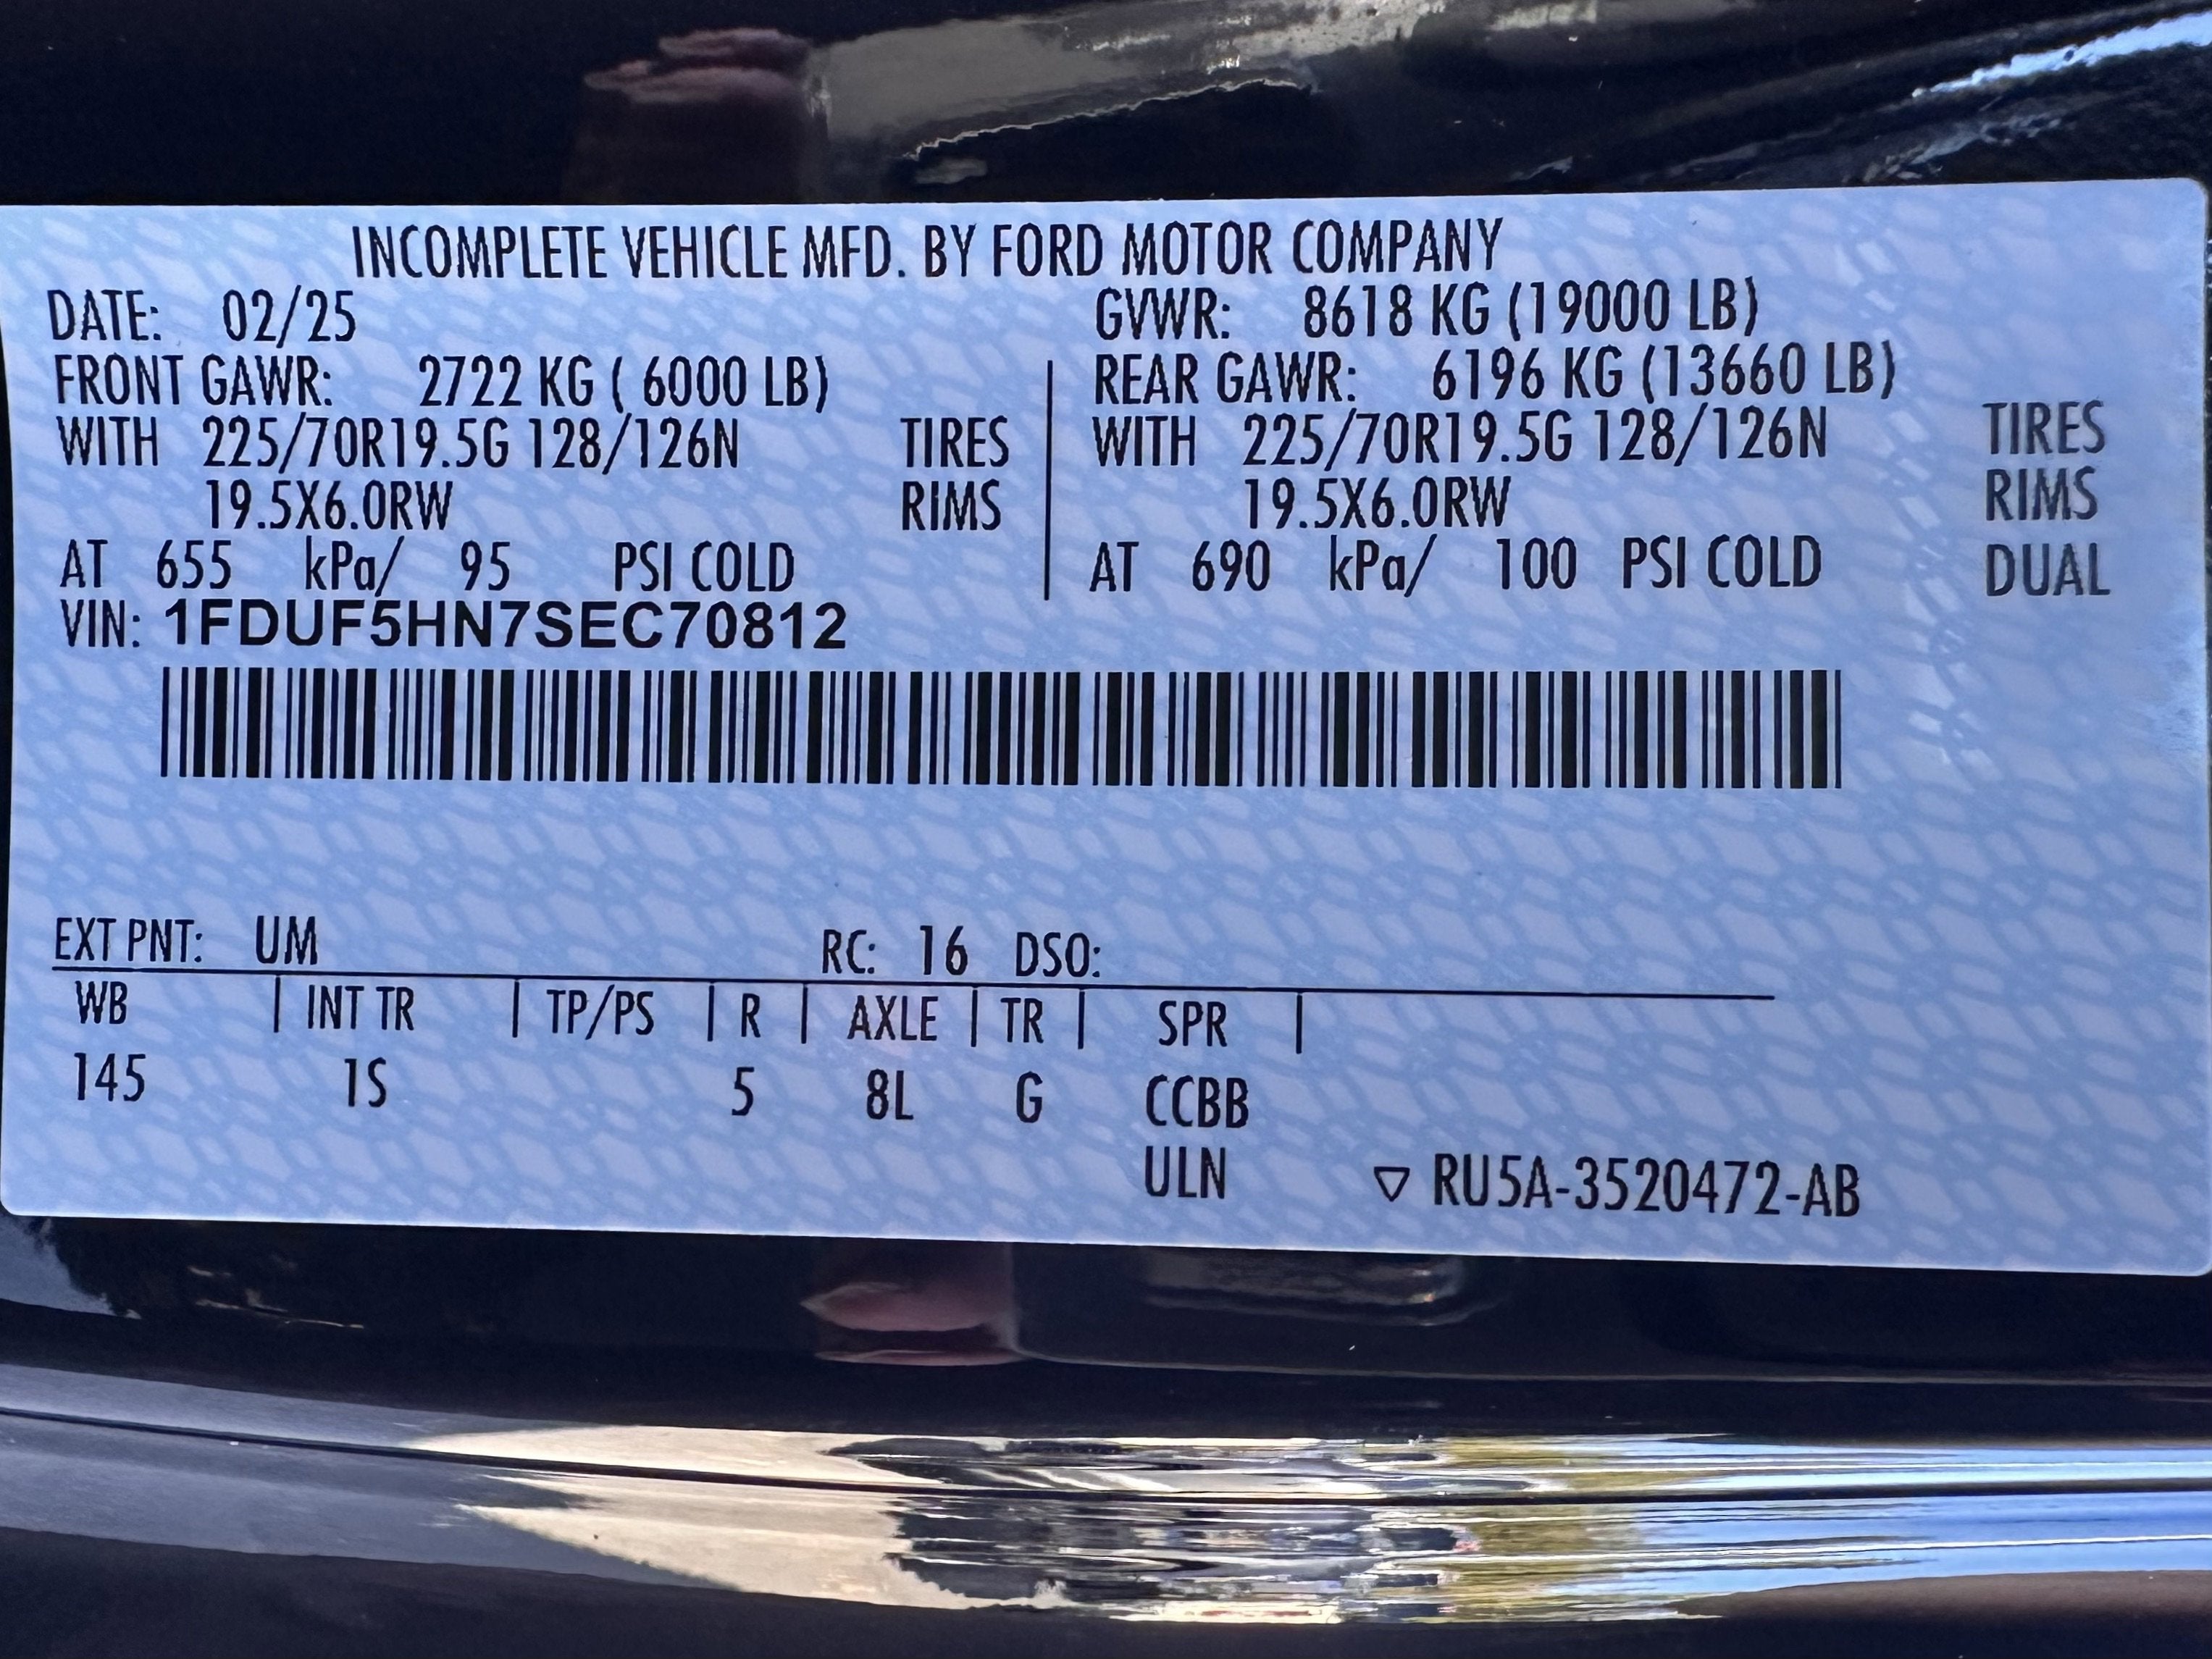 INCOMPLETE VEHICLE MFD. BY FORD MOTOR COMPANY
DATE: 02/25 GVWR: 8618 KG (19000 LB)
FRONT GAWR: 2722 KG ( 6000 LB) REAR GAWR: 6196 KG (13660 LB)
WITH 225/70R19.5G 128/126N TIRES WITH 225/70R19.5G 128/126N TIRES
19.5X6.0RW RIMS 19.5X6.0RW RIMS
AT 655 kPa/ 95 PSI COLD AT 690 kPa/ 100 PSI COLD DUAL
VIN: 1FDUF5HN7SEC70812
EXT PNT: UM RC: 16 DSO:
WB | INT TR | TP/PS | R | AXLE | TR | SPR |
145 1S 5 8L G CCBB
ULN ▽ RU5A-3520472-AB